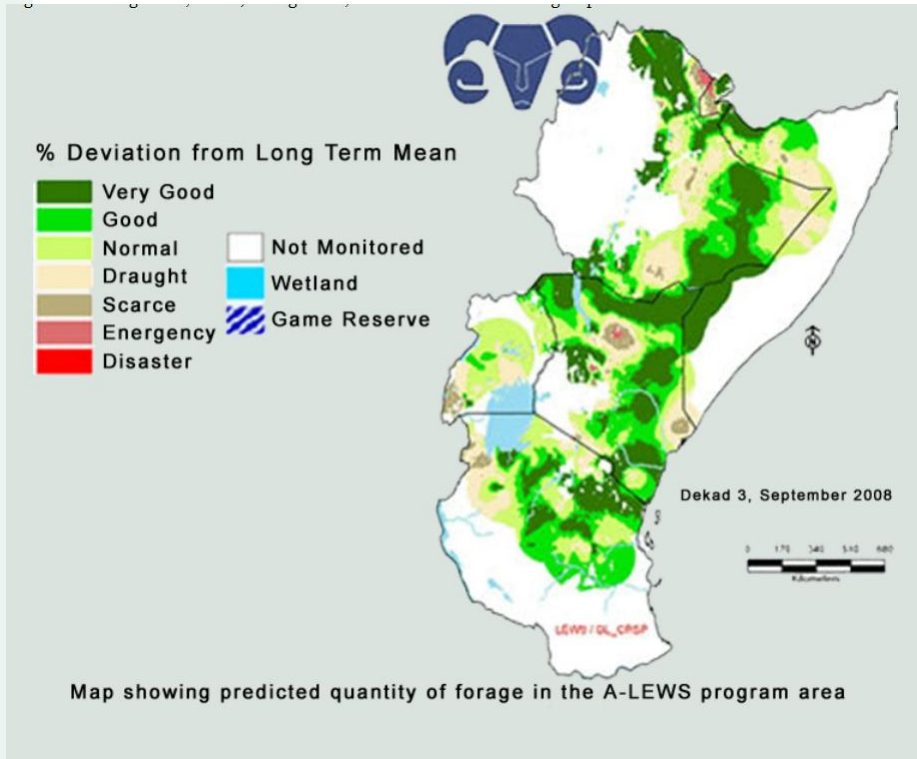 % Deviation from Long Term Mean
Very Good
Good
Normal
Draught
Scarce
Energency
Disaster
Not Monitored
Wetland
Game Reserve
N
Dekad 3, September 2008
0 170 340 510 680
Kilometers
LEWS / GL_CRSP
Map showing predicted quantity of forage in the A-LEWS program area